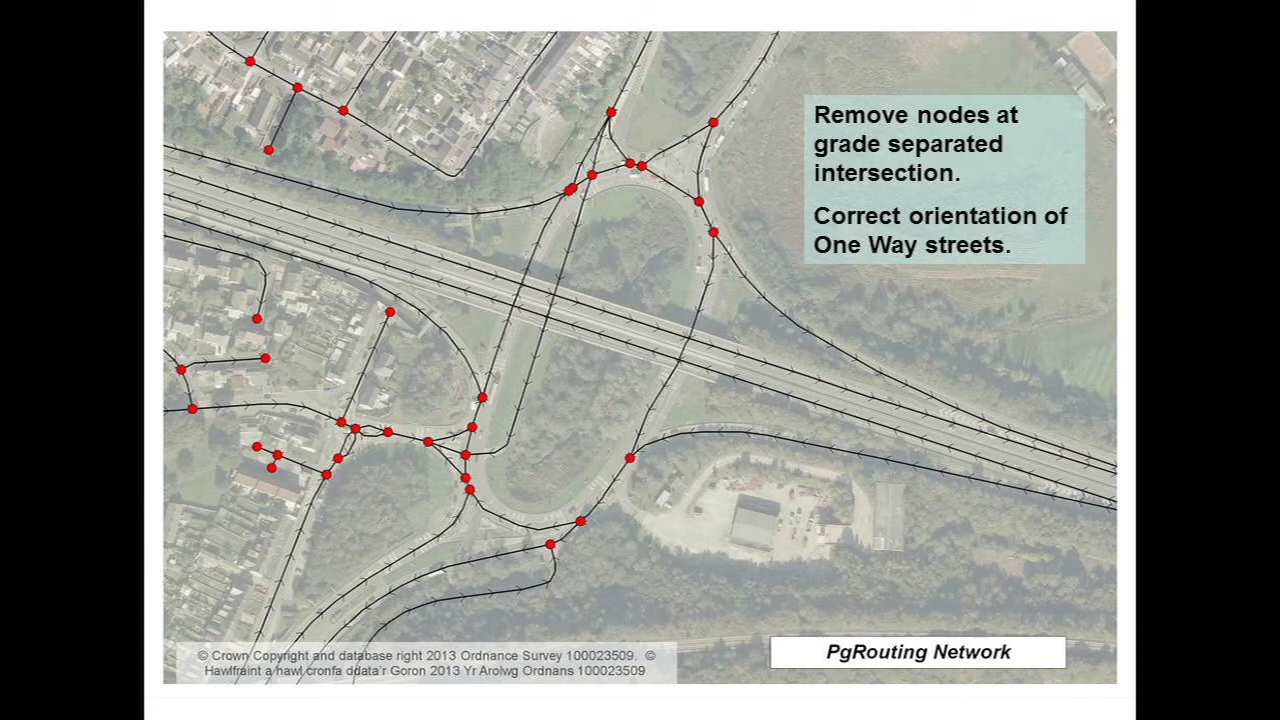 Remove nodes at
grade separated
intersection.
Correct orientation of
One Way streets.
© Crown Copyright and database right 2013 Ordnance Survey 100023509. ©
Hawlfraint a hawl cronfa ddata'r Goron 2013 Yr Arolwg Ordnans 100023509
PgRouting Network